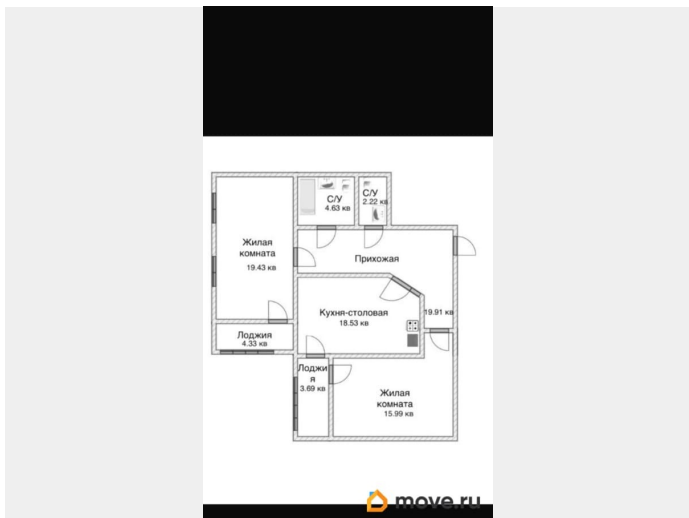 С/У
4.63 кв
С/У
2.22 кв
Жилая
комната
19.43 кв
Прихожая
19.91 кв
Кухня-столовая
18.53 кв
Лоджия
4.33 кв
Лоджи
я
3.69 кв
Жилая
комната
15.99 кв
move.ru